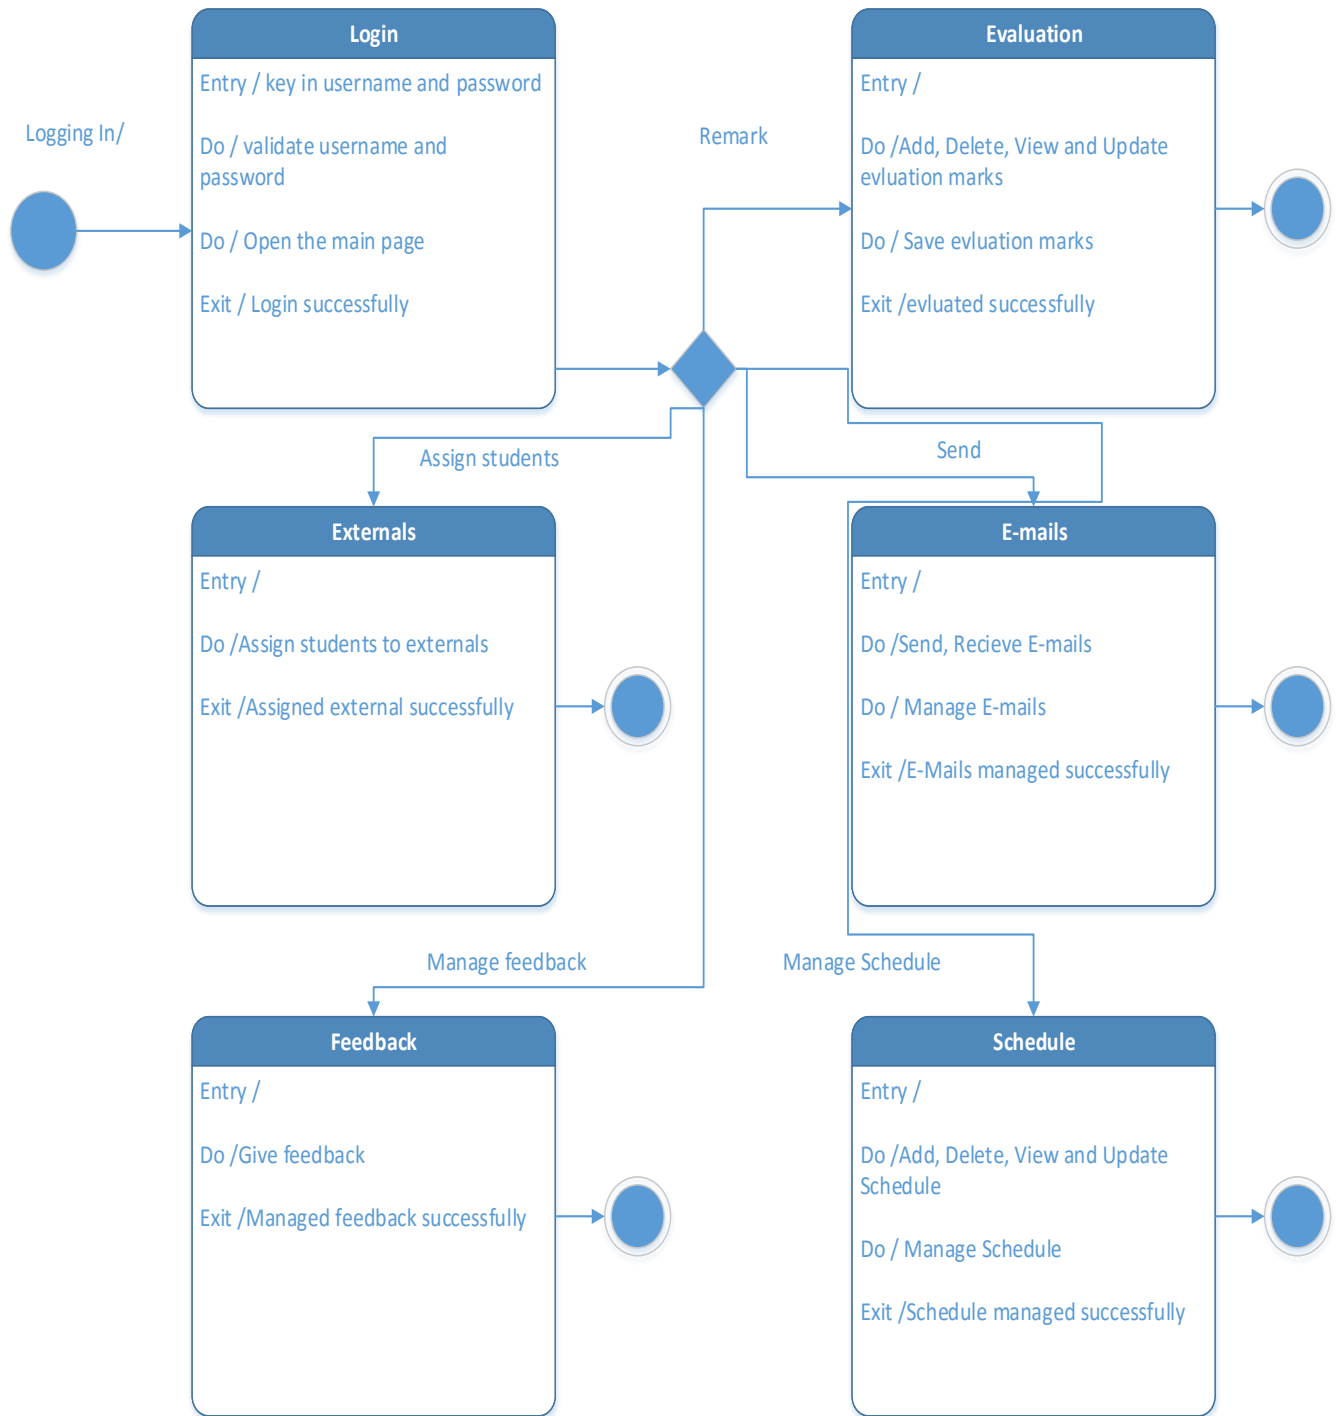 Login
Entry / key in username and password
Do / validate username and
password
Do / Open the main page
Exit / Login successfully
Logging In/
Remark
Evaluation
Entry /
Do /Add, Delete, View and Update
evluation marks
Do / Save evluation marks
Exit /evluated successfully
Assign students
Send
Externals
Entry /
Do /Assign students to externals
Exit /Assigned external successfully
E-mails
Entry /
Do /Send, Recieve E-mails
Do / Manage E-mails
Exit /E-Mails managed successfully
Manage feedback
Manage Schedule
Feedback
Entry /
Do /Give feedback
Exit /Managed feedback successfully
Schedule
Entry /
Do /Add, Delete, View and Update
Schedule
Do / Manage Schedule
Exit /Schedule managed successfully